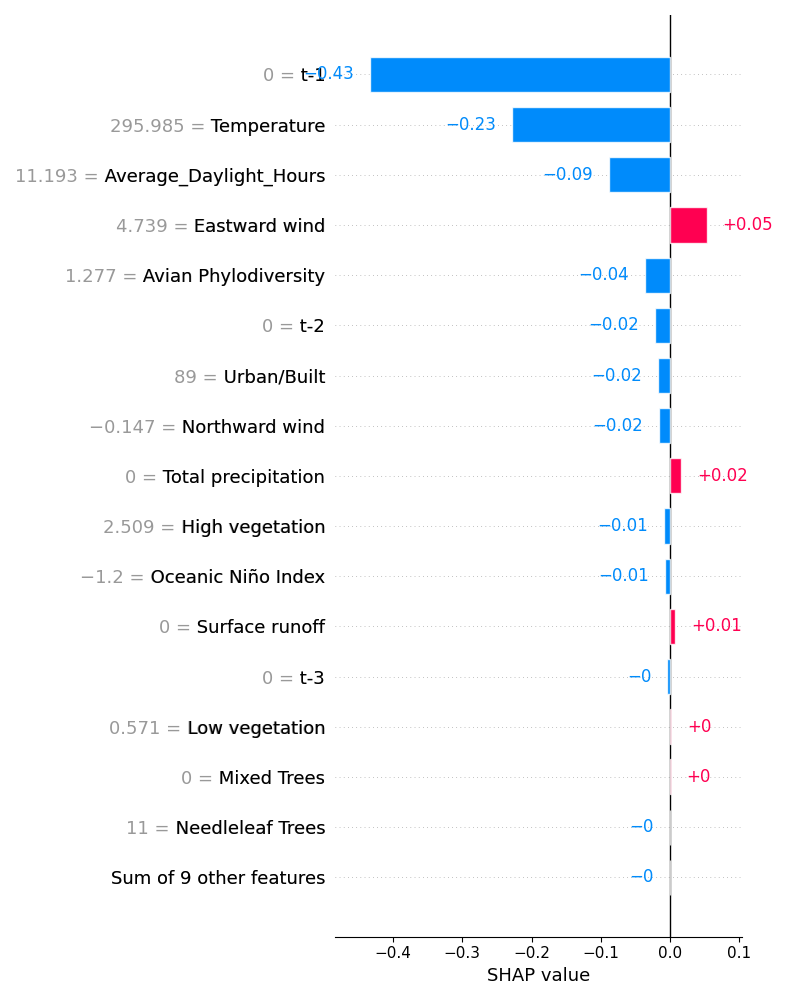 0 = t-1 −0.43
295.985 = Temperature −0.23
11.193 = Average_Daylight_Hours −0.09
4.739 = Eastward wind +0.05
1.277 = Avian Phylodiversity −0.04
0 = t-2 −0.02
89 = Urban/Built −0.02
−0.147 = Northward wind −0.02
0 = Total precipitation +0.02
2.509 = High vegetation −0.01
−1.2 = Oceanic Niño Index −0.01
0 = Surface runoff +0.01
0 = t-3 −0
0.571 = Low vegetation +0
0 = Mixed Trees +0
11 = Needleleaf Trees −0
Sum of 9 other features −0
−0.4 −0.3 −0.2 −0.1 0.0 0.1
SHAP value